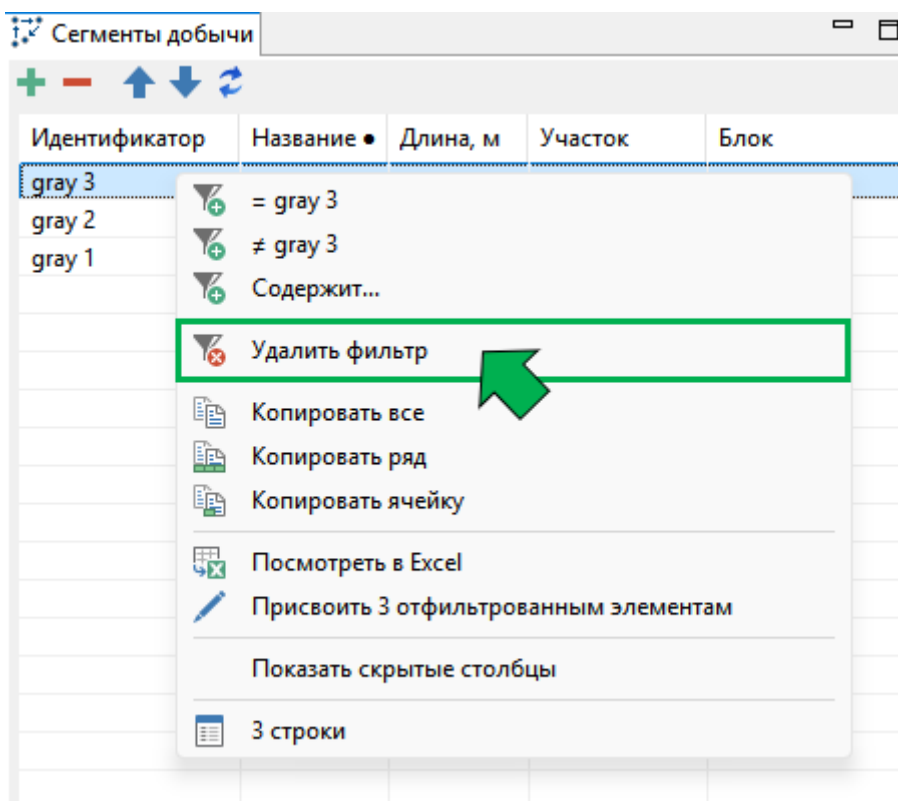 Сегменты добычи
Идентификатор Название • Длина, м Участок Блок
gray 3
gray 2
gray 1
= gray 3
≠ gray 3
Содержит...
Удалить фильтр
Копировать все
Копировать ряд
Копировать ячейку
Посмотреть в Excel
Присвоить 3 отфильтрованным элементам
Показать скрытые столбцы
3 строки